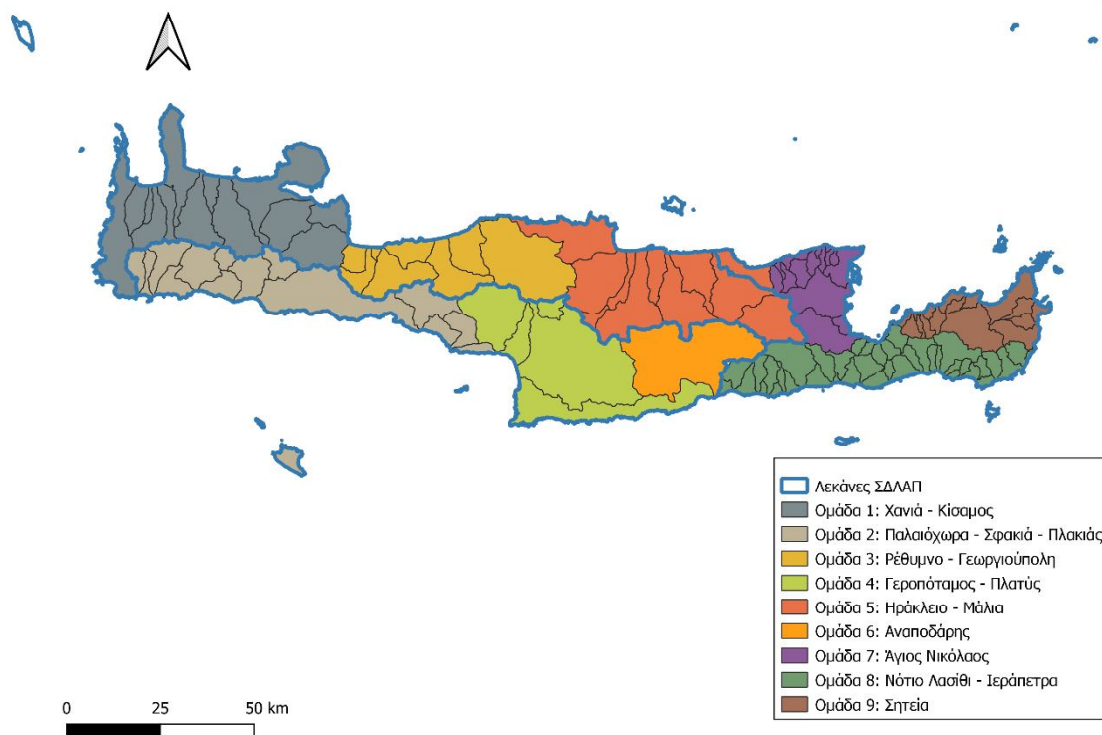 Λεκάνες ΣΔΛΑΠ
Ομάδα 1: Χανιά - Κίσαμος
Ομάδα 2: Παλαιόχωρα - Σφακιά - Πλακιάς
Ομάδα 3: Ρέθυμνο - Γεωργιούπολη
Ομάδα 4: Γεροπόταμος - Πλατύς
Ομάδα 5: Ηράκλειο - Μάλια
Ομάδα 6: Αναποδάρης
Ομάδα 7: Άγιος Νικόλαος
Ομάδα 8: Νότιο Λασίθι - Ιεράπετρα
Ομάδα 9: Σητεία
0 25 50 km